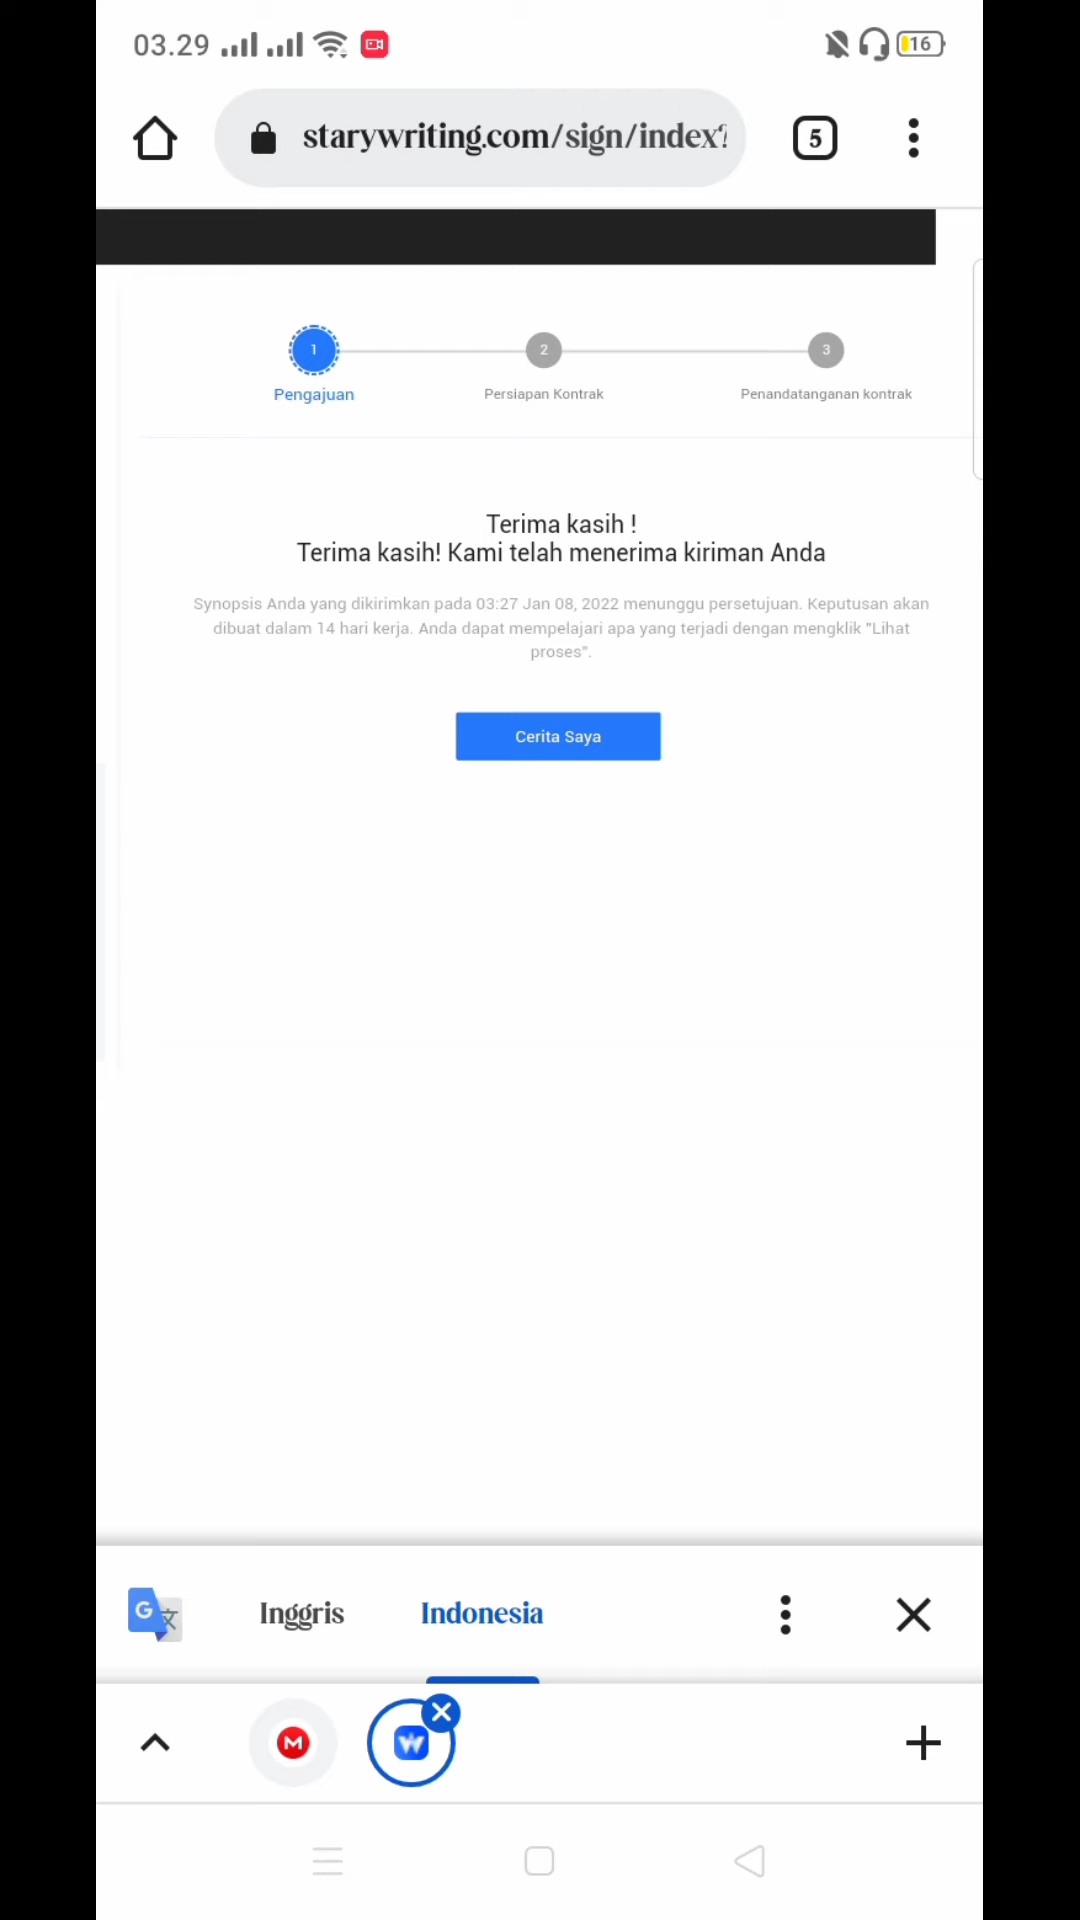 03.29
16
starywriting.com/sign/index?
5
1
2
3
Pengajuan
Persiapan Kontrak
Penandatanganan kontrak
Terima kasih !
Terima kasih! Kami telah menerima kiriman Anda
Synopsis Anda yang dikirimkan pada 03:27 Jan 08, 2022 menunggu persetujuan. Keputusan akan
dibuat dalam 14 hari kerja. Anda dapat mempelajari apa yang terjadi dengan mengklik "Lihat
proses".
Cerita Saya
G 文
Inggris
Indonesia
M
W